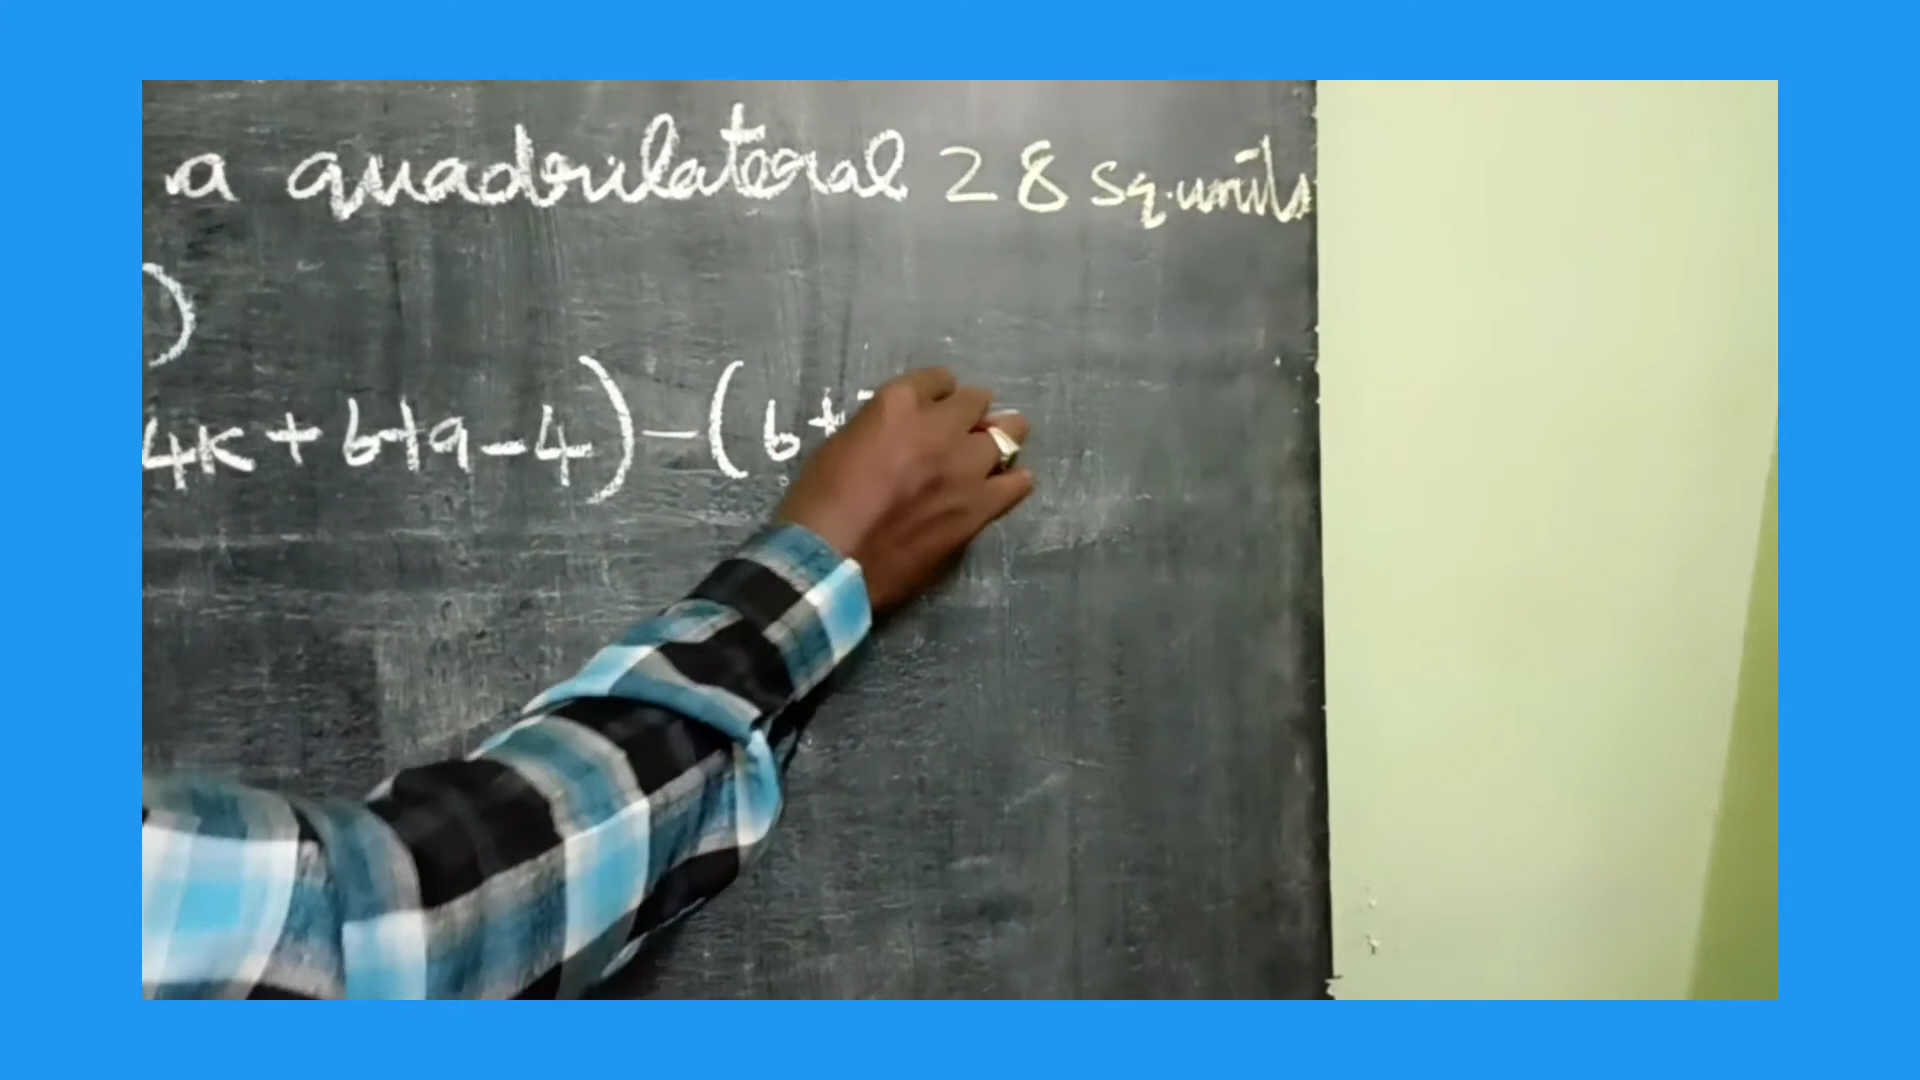 a quadrilateral 28 sq.units
)
4k + 6+9-4) - (6+